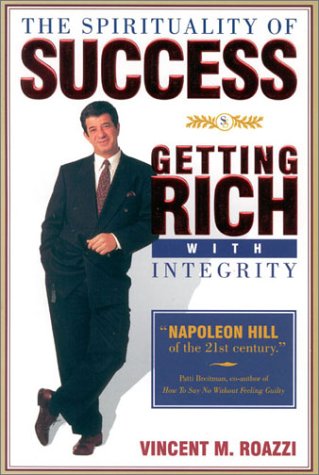 THE SPIRITUALITY OF
SUCCESS
GETTING
RICH
WITH
INTEGRITY
"NAPOLEON HILL
of the 21st century."
Patti Breitman, co-author of
How To Say No Without Feeling Guilty
VINCENT M. ROAZZI